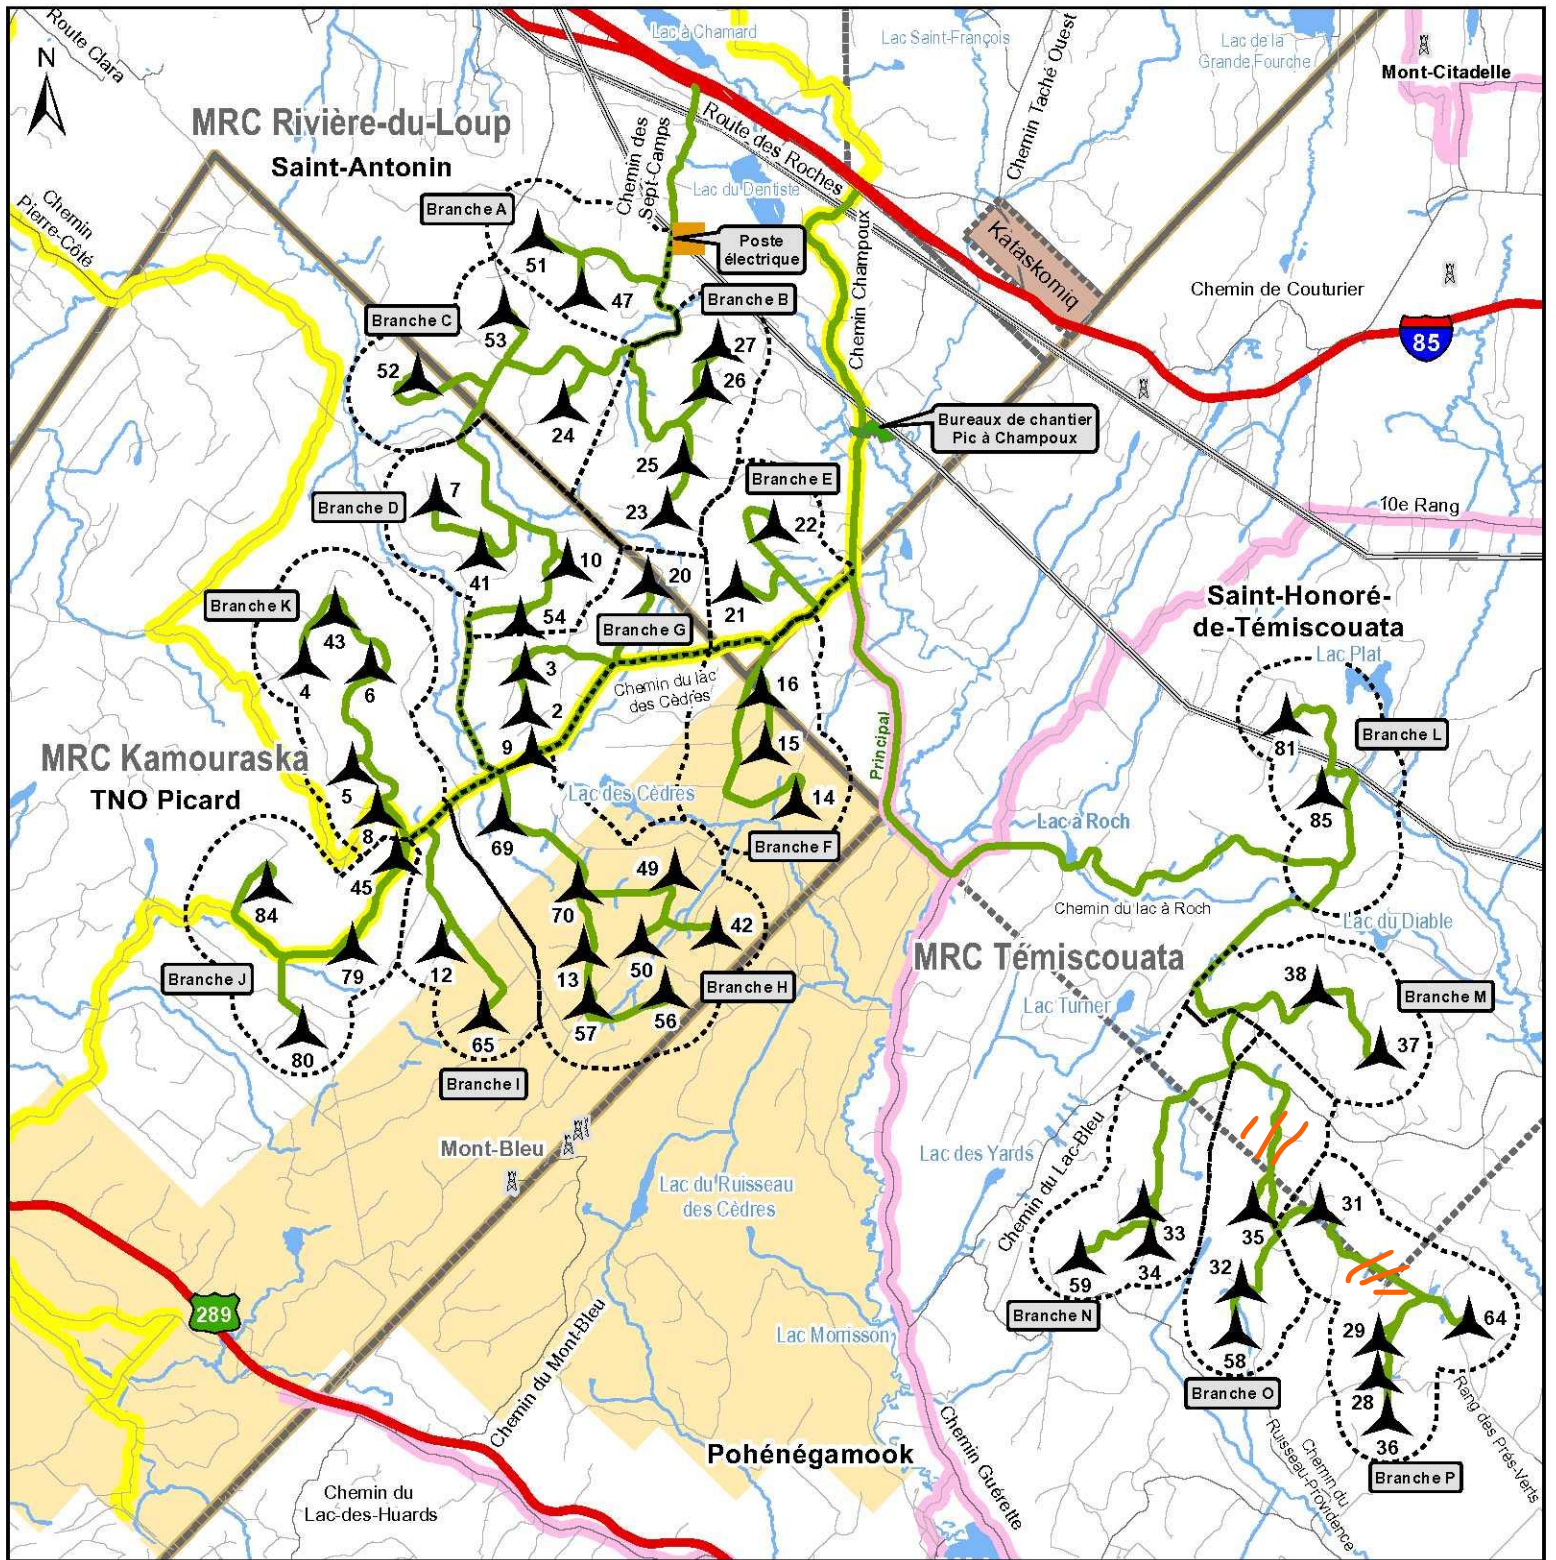 Route Clara
N
Lac à Chamard
Lac Saint-François
Chemin Taché Ouest
Lac de la
Grande Fourche
Mont-Citadelle
MRC Rivière-du-Loup
Saint-Antonin
Chemin des
Sept-Camps
Route des Roches
Lac du Dentiste
Chemin
Pierre-Côté
Branche A
51
47
Poste
électrique
Kataskomiq
Chemin de Couturier
85
Branche B
Branche C
53
52
24
27
26
25
23
Chemin Champoux
Bureaux de chantier
Pic à Champoux
Branche E
22
21
10e Rang
Branche D
7
41
10
54
20
Branche G
Branche K
43
4
6
3
2
9
Chemin du lac
des Cèdres
16
15
14
Principal
Saint-Honoré-
de-Témiscouata
Lac Plat
81
Branche L
85
MRC Kamouraska
TNO Picard
5
8
45
69
Lac des Cèdres
Branche F
Lac à Roch
Chemin du lac à Roch
Lac du Diable
84
79
80
Branche J
12
65
Branche I
70
49
42
50
13
57
56
Branche H
MRC Témiscouata
Lac Turner
38
Branche M
37
Mont-Bleu
Lac du Ruisseau
des Cèdres
Lac des Yards
Chemin du Lac-Bleu
33
34
59
Branche N
35
31
32
58
Branche O
64
29
28
36
Branche P
289
Chemin du Mont-Bleu
Lac Morrisson
Pohénégamook
Chemin Guérette
Chemin du
Ruisseau-Providence
Rang des Prés-Verts
Chemin du
Lac-des-Huards